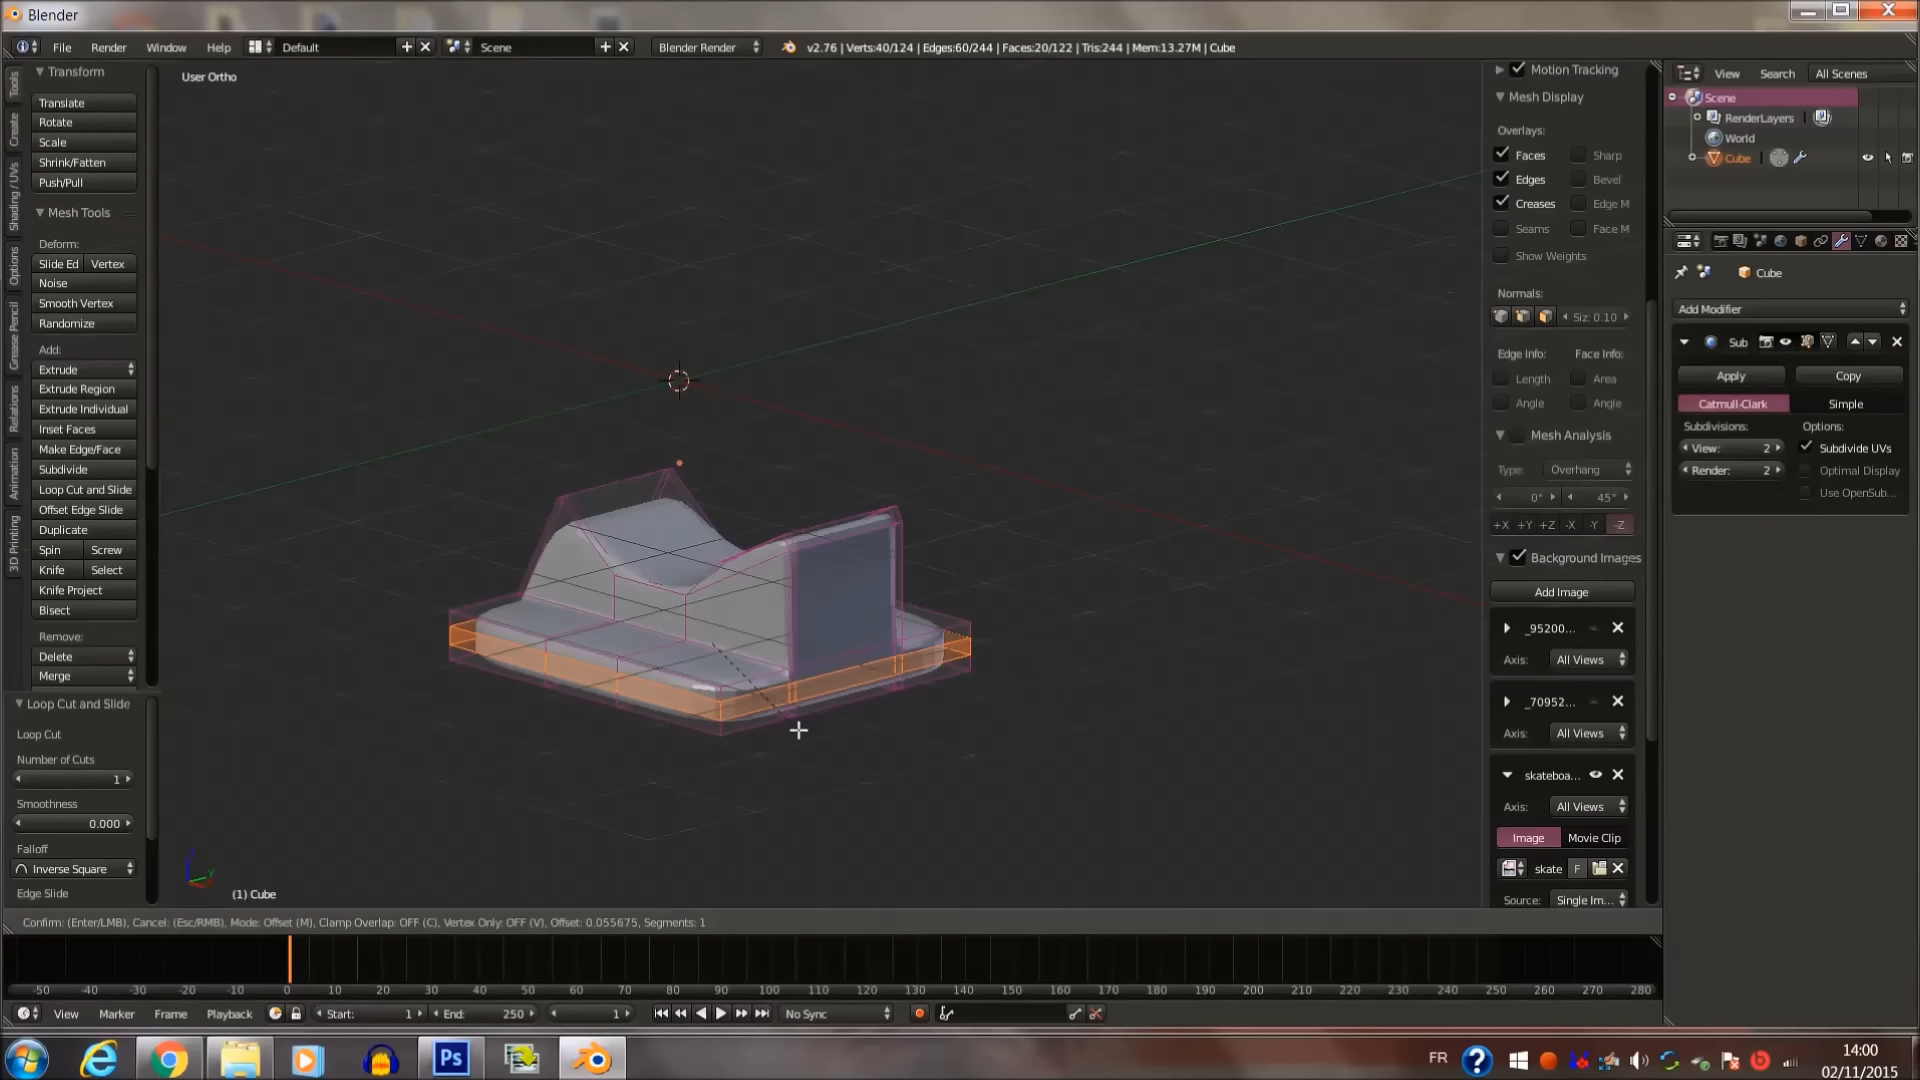 Blender
File Render Window Help Default Scene Blender Render v2.76 | Verts:40/124 | Edges:60/244 | Faces:20/122 | Tris:244 | Mem:13.27M | Cube
Tools
Create
Shading / UVs
Options
Grease Pencil
Relations
Animation
3D Printing
Transform
Translate
Rotate
Scale
Shrink/Fatten
Push/Pull
Mesh Tools
Deform:
Slide Ed Vertex
Noise
Smooth Vertex
Randomize
Add:
Extrude
Extrude Region
Extrude Individual
Inset Faces
Make Edge/Face
Subdivide
Loop Cut and Slide
Offset Edge Slide
Duplicate
Spin Screw
Knife Select
Knife Project
Bisect
Remove:
Delete
Merge
Loop Cut and Slide
Loop Cut
Number of Cuts
1
Smoothness
0.000
Falloff
Inverse Square
Edge Slide
User Ortho
(1) Cube
Motion Tracking
Mesh Display
Overlays:
Faces Sharp
Edges Bevel
Creases Edge M
Seams Face M
Show Weights
Normals:
Siz: 0.10
Edge Info: Face Info:
Length Area
Angle Angle
Mesh Analysis
Type: Overhang
0° 45°
+X +Y +Z -X -Y -Z
Background Images
Add Image
_95200...
Axis: All Views
_70952...
Axis: All Views
skateboa...
Axis: All Views
Image Movie Clip
skate F
Source: Single Im...
View Search All Scenes
Scene
RenderLayers
World
Cube
Cube
Add Modifier
Sub
Apply Copy
Catmull-Clark Simple
Subdivisions: Options:
View: 2 Subdivide UVs
Render: 2 Optimal Display
Use OpenSub...
Confirm: (Enter/LMB), Cancel: (Esc/RMB), Mode: Offset (M), Clamp Overlap: OFF (C), Vertex Only: OFF (V), Offset: 0.055675, Segments: 1
-50 -40 -30 -20 -10 0 10 20 30 40 50 60 70 80 90 100 110 120 130 140 150 160 170 180 190 200 210 220 230 240 250 260 270 280
View Marker Frame Playback Start: 1 End: 250 1 No Sync
Ps
FR
14:00
02/11/2015